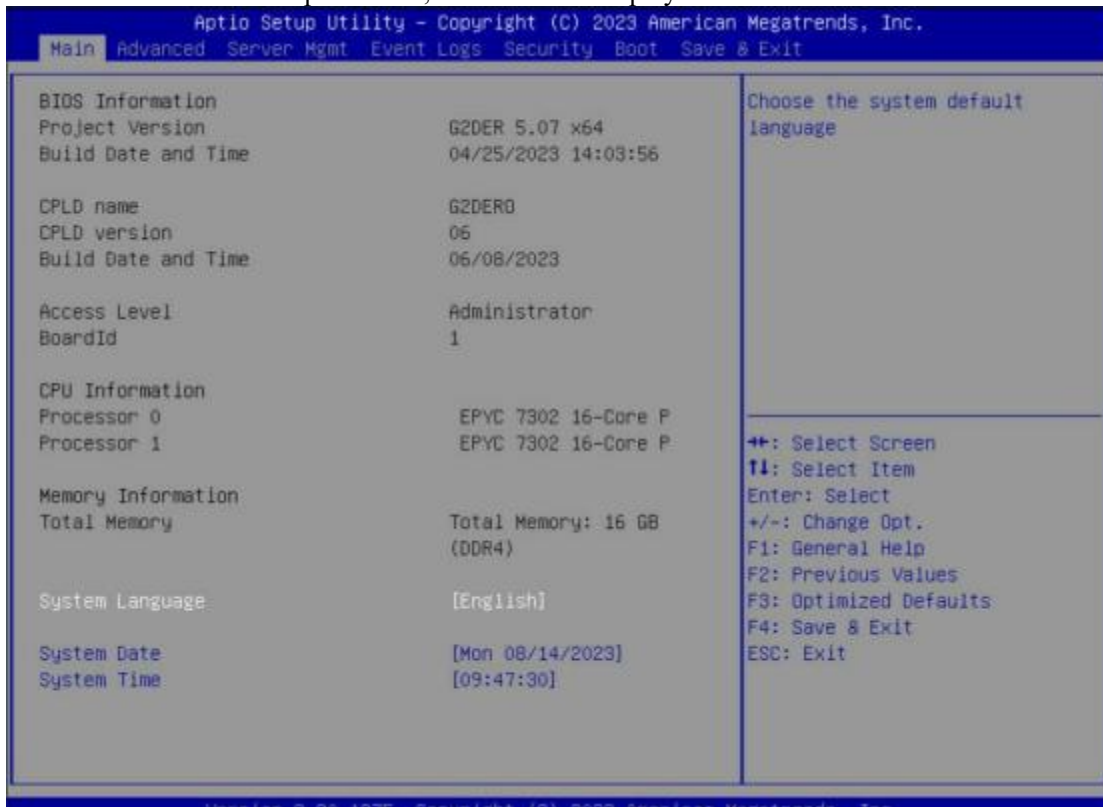 Aptio Setup Utility – Copyright (C) 2023 American Megatrends, Inc.
Main Advanced Server Mgmt Event Logs Security Boot Save & Exit
BIOS Information
Project Version G2DER 5.07 x64
Build Date and Time 04/25/2023 14:03:56
CPLD name G2DER0
CPLD version 06
Build Date and Time 06/08/2023
Access Level Administrator
BoardId 1
CPU Information
Processor 0 EPYC 7302 16-Core P
Processor 1 EPYC 7302 16-Core P
Memory Information
Total Memory Total Memory: 16 GB
(DDR4)
System Language [English]
System Date [Mon 08/14/2023]
System Time [09:47:30]
Choose the system default
language
→←: Select Screen
↑↓: Select Item
Enter: Select
+/-: Change Opt.
F1: General Help
F2: Previous Values
F3: Optimized Defaults
F4: Save & Exit
ESC: Exit